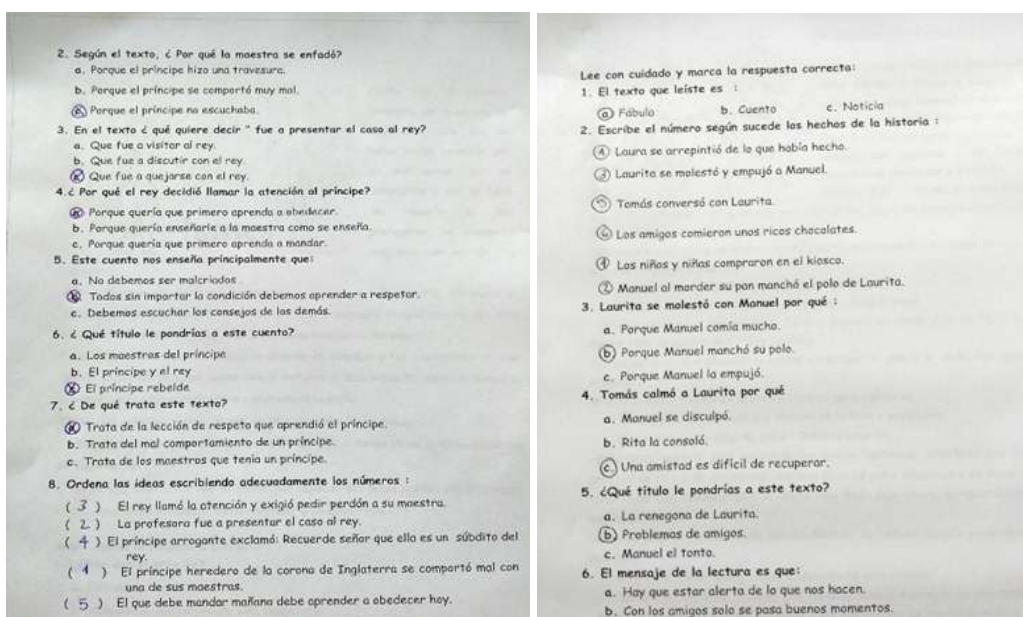 2. Según el texto, ¿ Por qué la maestra se enfadó?
a. Porque el príncipe hizo una travesura.
b. Porque el príncipe se comportó muy mal.
c. Porque el príncipe no escuchaba.
3. En el texto ¿ qué quiere decir " fue a presentar el caso al rey?
a. Que fue a visitar al rey.
b. Que fue a discutir con el rey.
c. Que fue a quejarse con el rey.
4.¿ Por qué el rey decidió llamar la atención al príncipe?
a. Porque quería que primero aprenda a obedecer.
b. Porque quería enseñarle a la maestra como se enseña.
c. Porque quería que primero aprenda a mandar.
5. Este cuento nos enseña principalmente que:
a. No debemos ser malcriados.
b. Todos sin importar la condición debemos aprender a respetar.
c. Debemos escuchar los consejos de los demás.
6. ¿ Qué título le pondrías a este cuento?
a. Los maestros del príncipe
b. El príncipe y el rey
c. El príncipe rebelde
7. ¿ De qué trata este texto?
a. Trata de la lección de respeto que aprendió el príncipe.
b. Trata del mal comportamiento de un príncipe.
c. Trata de los maestros que tenía un príncipe.
8. Ordena las ideas escribiendo adecuadamente los números :
( 3 ) El rey llamó la atención y exigió pedir perdón a su maestra.
( 2 ) La profesora fue a presentar el caso al rey.
( 4 ) El príncipe arrogante exclamó: Recuerde señor que ella es un súbdito del
rey.
( 1 ) El príncipe heredero de la corona de Inglaterra se comportó mal con
una de sus maestras.
( 5 ) El que debe mandar mañana debe aprender a obedecer hoy.
Lee con cuidado y marca la respuesta correcta:
1. El texto que leíste es :
a Fábula b. Cuento c. Noticia
2. Escribe el número según sucede los hechos de la historia :
Laura se arrepintió de lo que había hecho.
3 Laurita se molestó y empujó a Manuel.
5 Tomás conversó con Laurita.
6 Los amigos comieron unos ricos chocolates.
1 Los niños y niñas compraron en el kiosco.
2 Manuel al morder su pan manchó el polo de Laurita.
3. Laurita se molestó con Manuel por qué :
a. Porque Manuel comía mucho.
b) Porque Manuel manchó su polo.
c. Porque Manuel la empujó.
4. Tomás calmó a Laurita por qué
a. Manuel se disculpó.
b. Rita la consoló.
c. Una amistad es difícil de recuperar.
5. ¿Qué título le pondrías a este texto?
a. La renegona de Laurita.
b) Problemas de amigos.
c. Manuel el tonto.
6. El mensaje de la lectura es que:
a. Hay que estar alerta de lo que nos hacen.
b. Con los amigos solo se pasa buenos momentos.